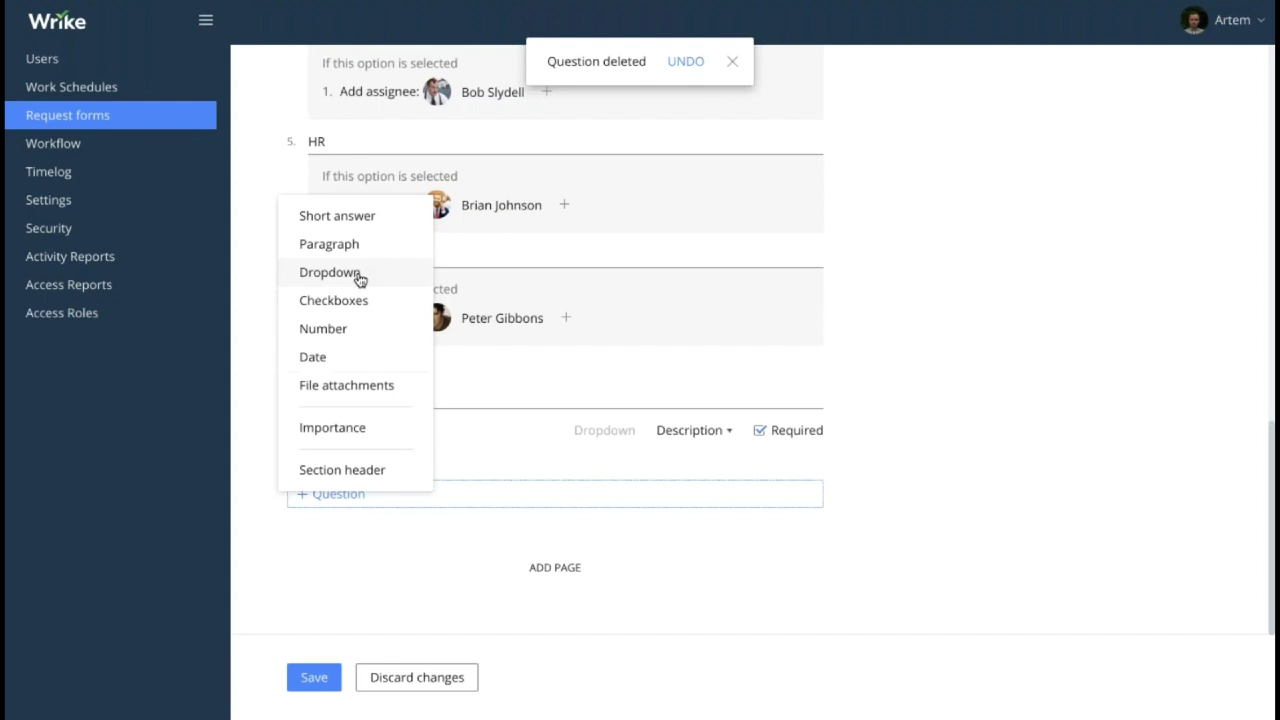 Wrike
Artem
Users
Work Schedules
Request forms
Workflow
Timelog
Settings
Security
Activity Reports
Access Reports
Access Roles
Question deleted UNDO
If this option is selected
1. Add assignee: Bob Slydell +
5. HR
If this option is selected
Brian Johnson +
cted
Peter Gibbons +
Short answer
Paragraph
Dropdown
Checkboxes
Number
Date
File attachments
Importance
Section header
Dropdown Description Required
+ Question
ADD PAGE
Save Discard changes